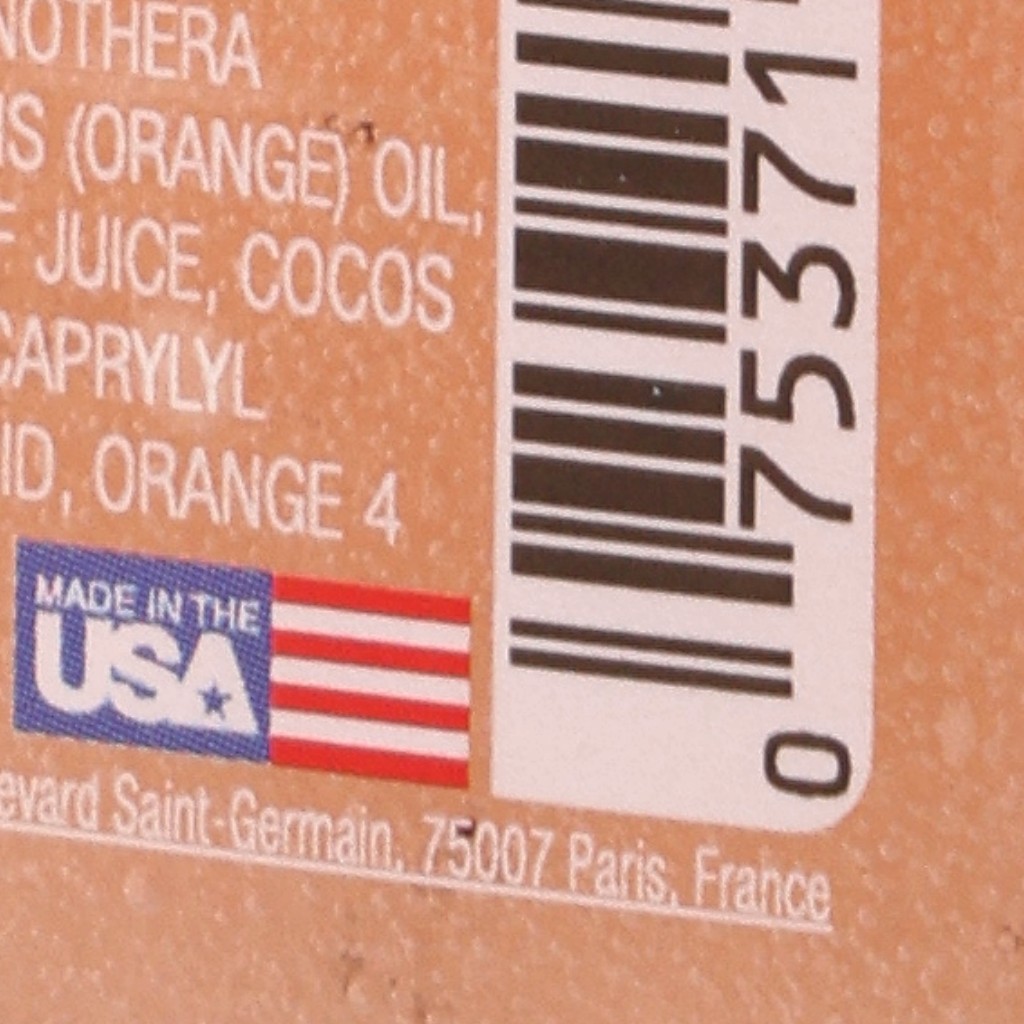 NOTHERA
IS (ORANGE) OIL,
JUICE, COCOS
CAPRYLYL
ID, ORANGE 4
MADE IN THE
USA
evard Saint-Germain, 75007 Paris, France
0 75371